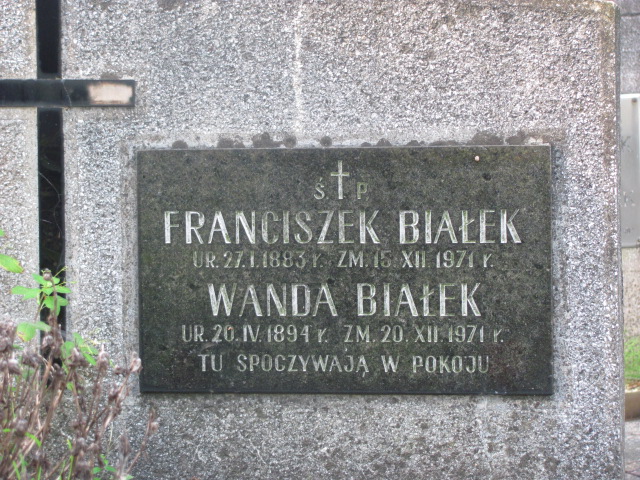 Ś P
FRANCISZEK BIAŁEK
UR. 27.I.1893 r. ZM. 15.XII 1971 r.
WANDA BIAŁEK
UR. 20.IV.1894 r. ZM. 20.XII.1971 r.
TU SPOCZYWAJĄ W POKOJU